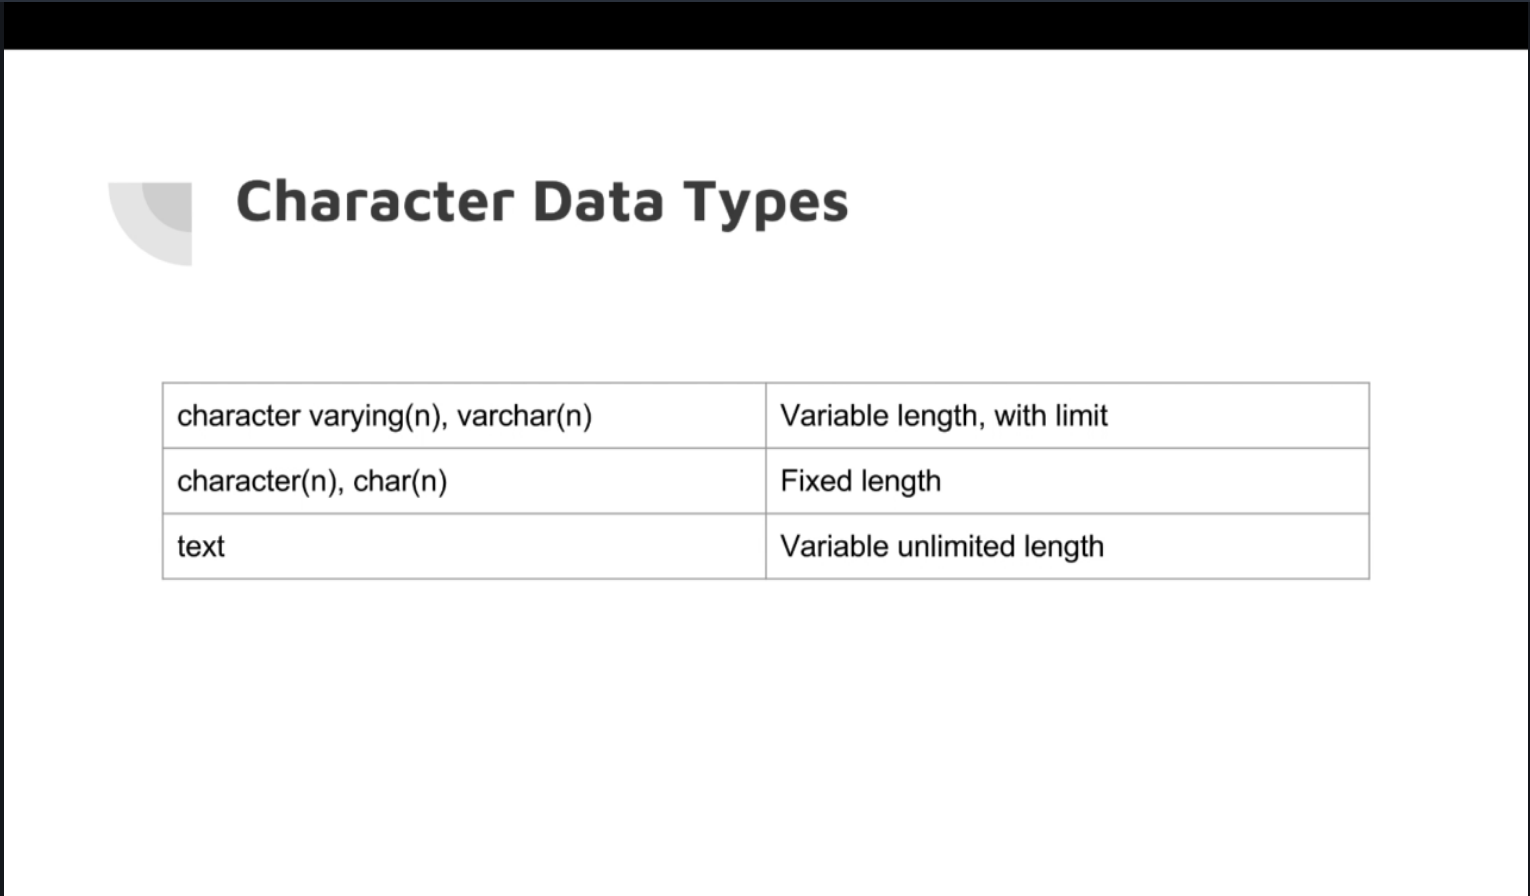 Character Data Types
character varying(n), varchar(n)
Variable length, with limit
character(n), char(n)
Fixed length
text
Variable unlimited length